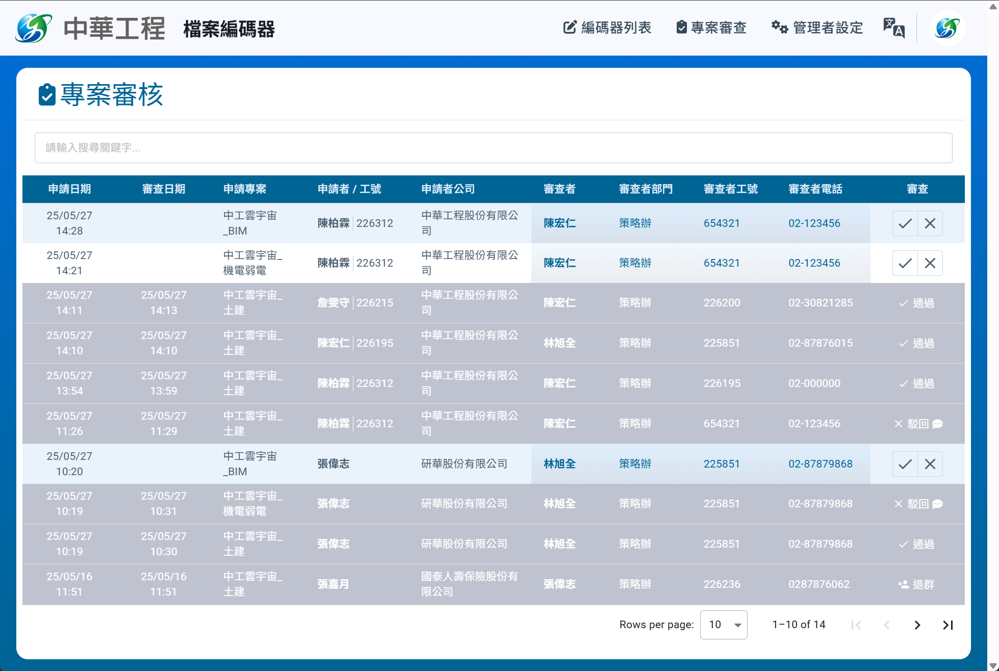 中華工程 檔案編碼器 編碼器列表 專案審查 管理者設定
專案審核
請輸入搜尋關鍵字...
申請日期 審查日期 申請專案 申請者 / 工號 申請者公司 審查者 審查者部門 審查者工號 審查者電話 審查
25/05/27 中工雲宇宙 中華工程股份有限公
14:28 _BIM 陳柏霖 226312 司 陳宏仁 策略辦 654321 02-123456
25/05/27 中工雲宇宙_ 中華工程股份有限公
14:21 機電弱電 陳柏霖 226312 司 陳宏仁 策略辦 654321 02-123456
25/05/27 25/05/27 中工雲宇宙_ 中華工程股份有限公
14:11 14:13 土建 詹雯守 226215 司 陳宏仁 策略辦 226200 02-30821285 通過
25/05/27 25/05/27 中工雲宇宙_ 中華工程股份有限公
14:10 14:10 土建 陳宏仁 226195 司 林旭全 策略辦 225851 02-87876015 通過
25/05/27 25/05/27 中工雲宇宙_ 中華工程股份有限公
13:54 13:59 土建 陳柏霖 226312 司 陳宏仁 策略辦 226195 02-000000 通過
25/05/27 25/05/27 中工雲宇宙_ 中華工程股份有限公
11:26 11:29 土建 陳柏霖 226312 司 陳宏仁 策略辦 654321 02-123456 駁回
25/05/27 中工雲宇宙
10:20 _BIM 張偉志 研華股份有限公司 林旭全 策略辦 225851 02-87879868
25/05/27 25/05/27 中工雲宇宙_
10:19 10:31 機電弱電 張偉志 研華股份有限公司 林旭全 策略辦 225851 02-87879868 駁回
25/05/27 25/05/27 中工雲宇宙_
10:19 10:30 土建 張偉志 研華股份有限公司 林旭全 策略辦 225851 02-87879868 通過
25/05/16 25/05/16 中工雲宇宙_ 國泰人壽保險股份有
11:51 11:51 土建 張嘉月 限公司 張偉志 策略辦 226236 0287876062 退群
Rows per page: 10 1–10 of 14